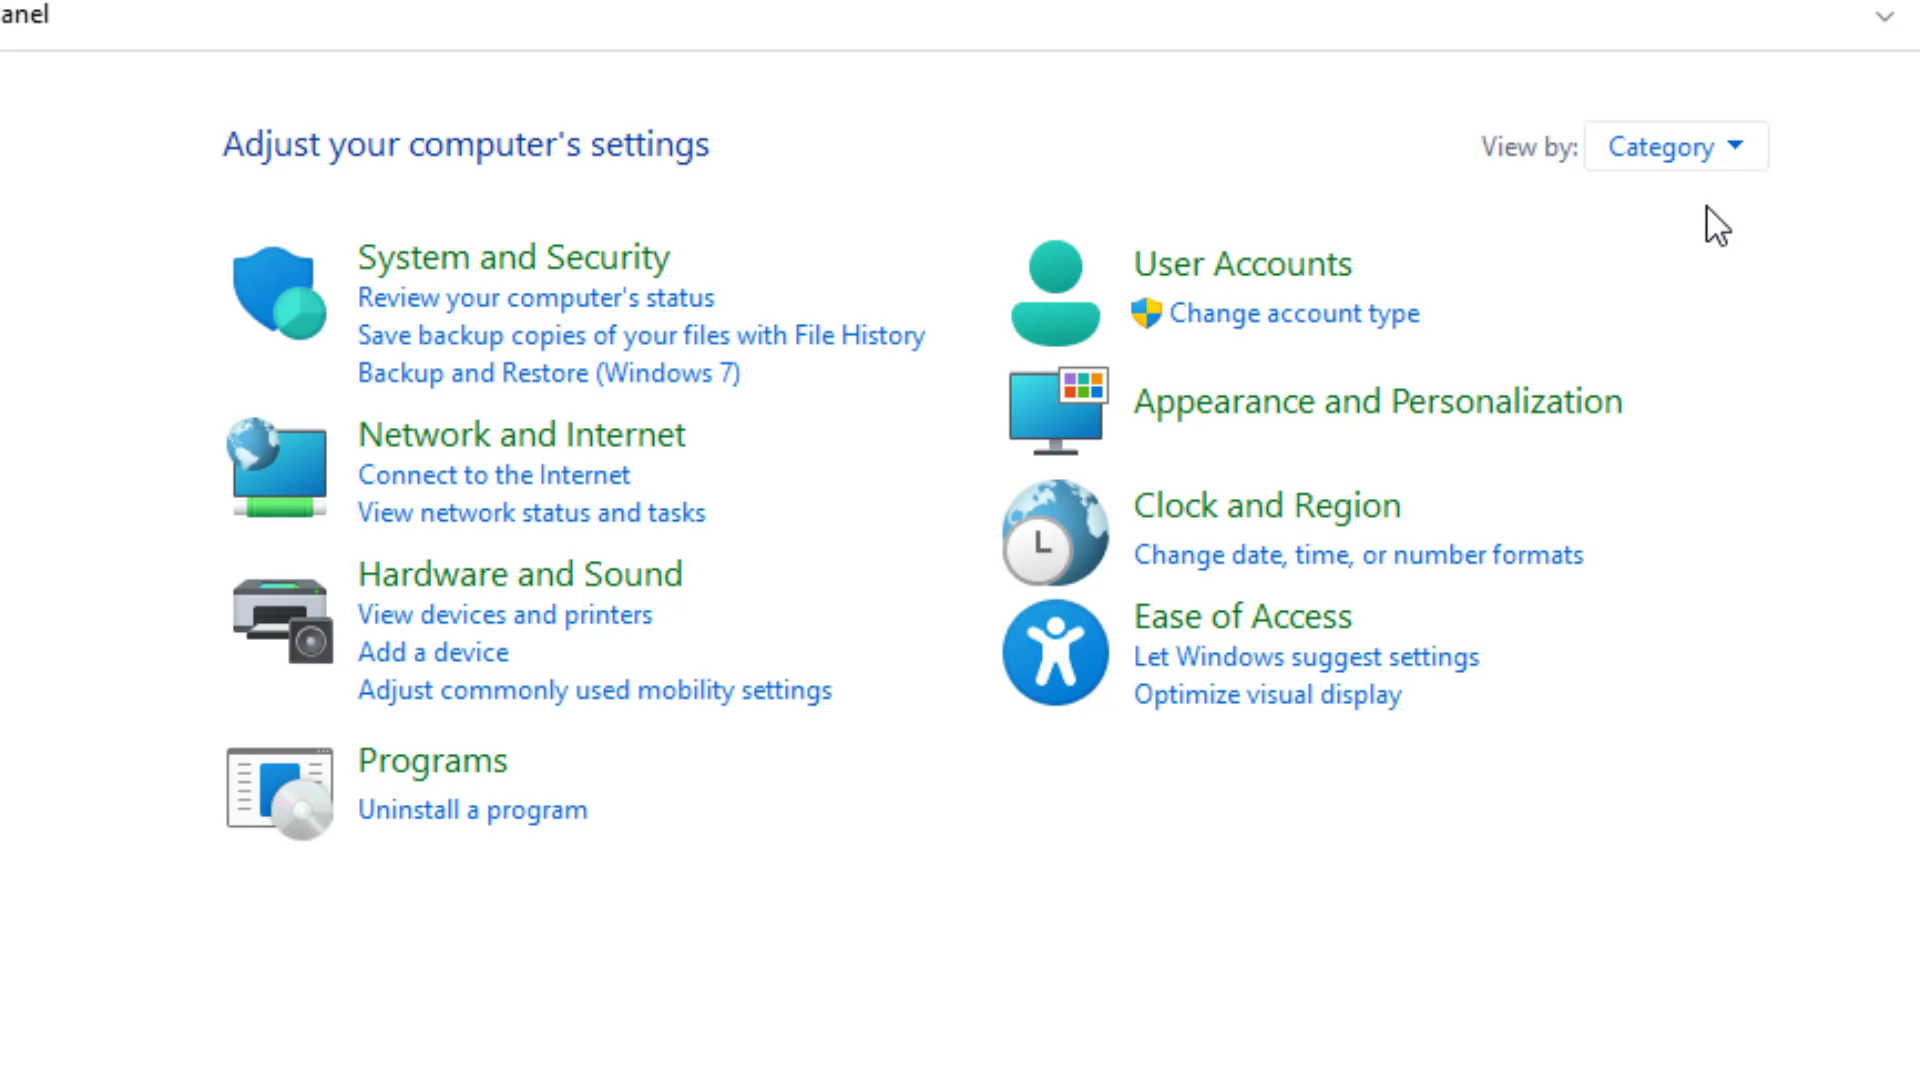 anel
Adjust your computer's settings
View by: Category
System and Security
Review your computer's status
Save backup copies of your files with File History
Backup and Restore (Windows 7)
Network and Internet
Connect to the Internet
View network status and tasks
Hardware and Sound
View devices and printers
Add a device
Adjust commonly used mobility settings
Programs
Uninstall a program
User Accounts
Change account type
Appearance and Personalization
Clock and Region
Change date, time, or number formats
Ease of Access
Let Windows suggest settings
Optimize visual display